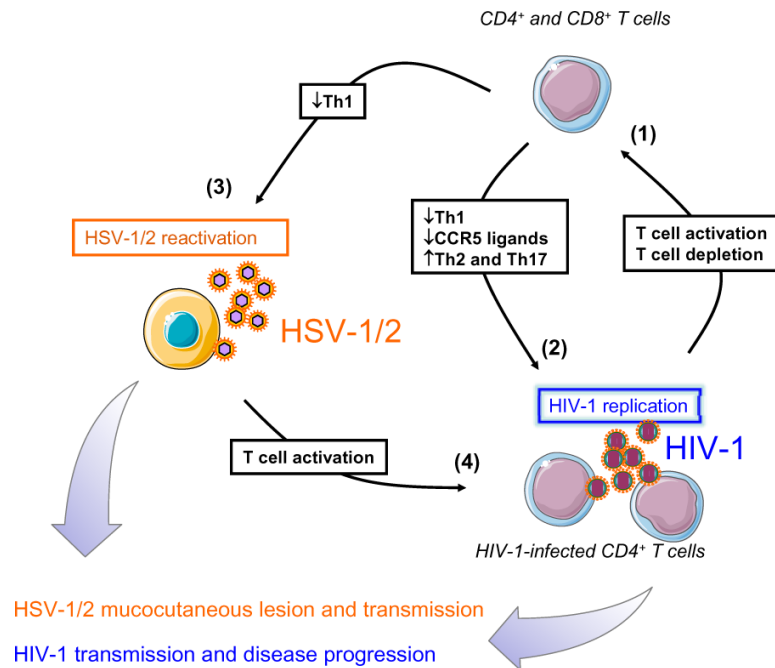 CD4⁺ and CD8⁺ T cells
↓Th1
(1)
(3)
↓Th1
↓CCR5 ligands
↑Th2 and Th17
T cell activation
T cell depletion
HSV-1/2 reactivation
HSV-1/2
(2)
HIV-1 replication
HIV-1
T cell activation
(4)
HIV-1-infected CD4⁺ T cells
HSV-1/2 mucocutaneous lesion and transmission
HIV-1 transmission and disease progression